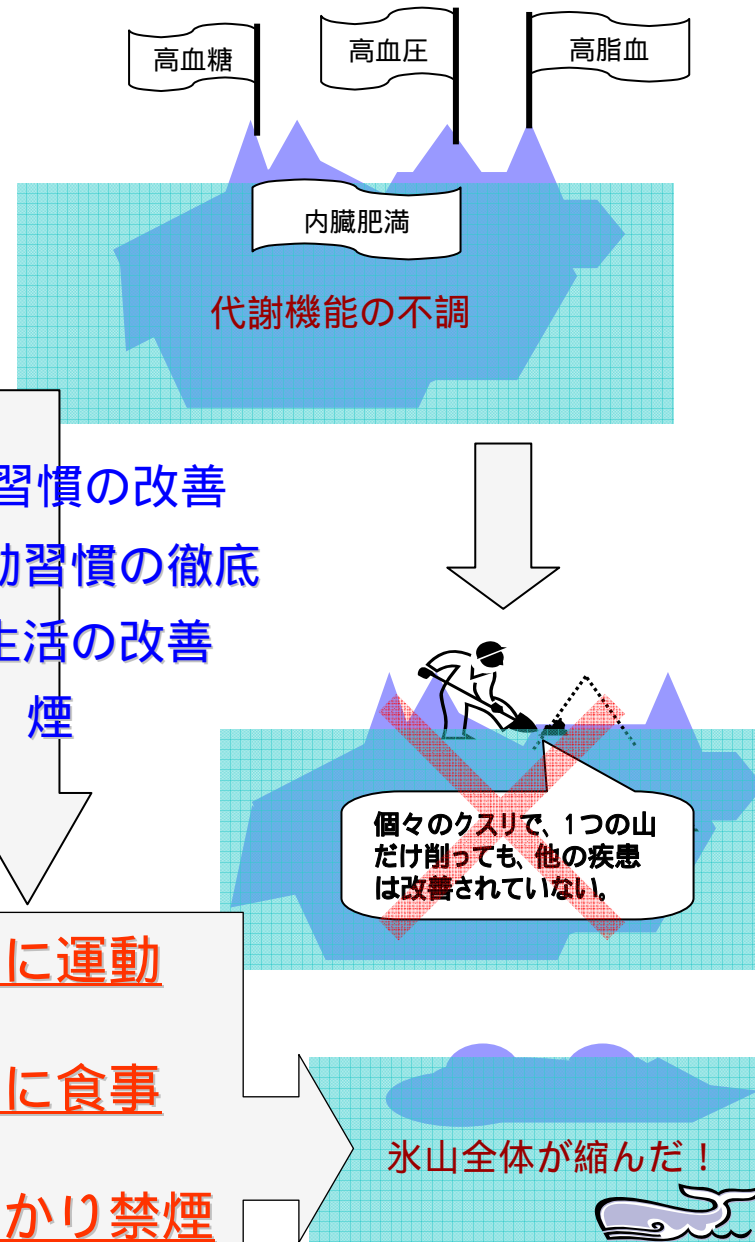 高血糖
高血圧
高脂血
内臓肥満
代謝機能の不調
習慣の改善
動習慣の徹底
生活の改善
煙
個々のクスリで、1つの山
だけ削っても、他の疾患
は改善されていない。
に運動
に食事
かり禁煙
氷山全体が縮んだ！